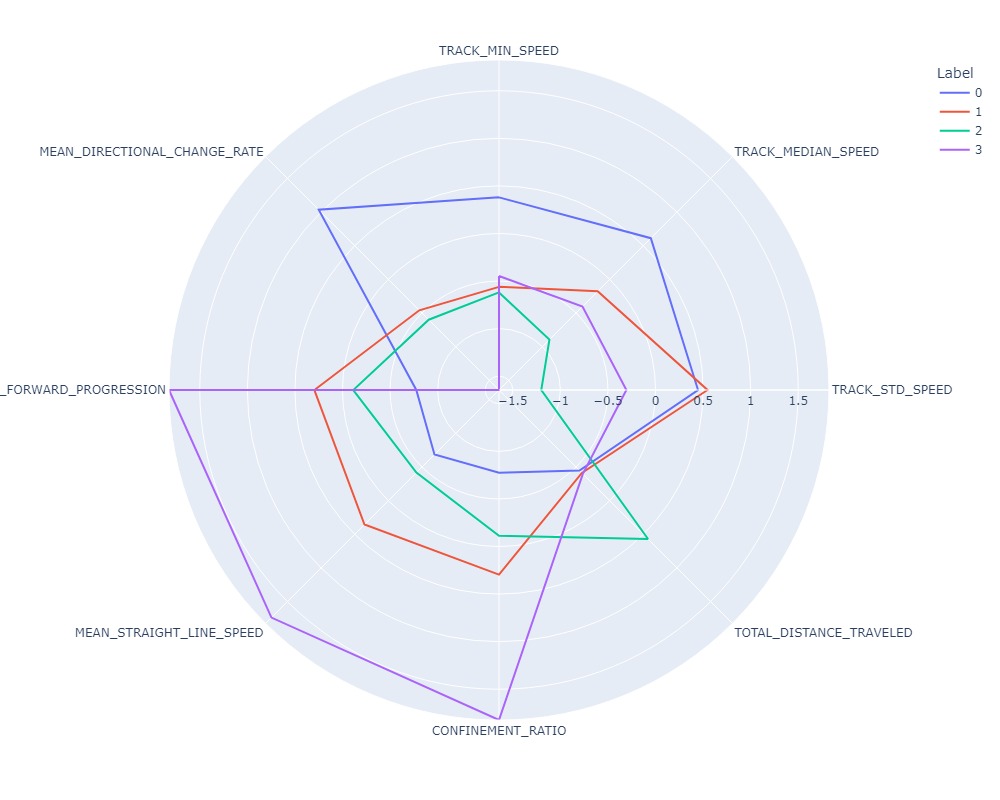 TRACK_MIN_SPEED
Label
0
1
2
3
MEAN_DIRECTIONAL_CHANGE_RATE
TRACK_MEDIAN_SPEED
_FORWARD_PROGRESSION
TRACK_STD_SPEED
−1.5
−1
−0.5
0
0.5
1
1.5
MEAN_STRAIGHT_LINE_SPEED
TOTAL_DISTANCE_TRAVELED
CONFINEMENT_RATIO